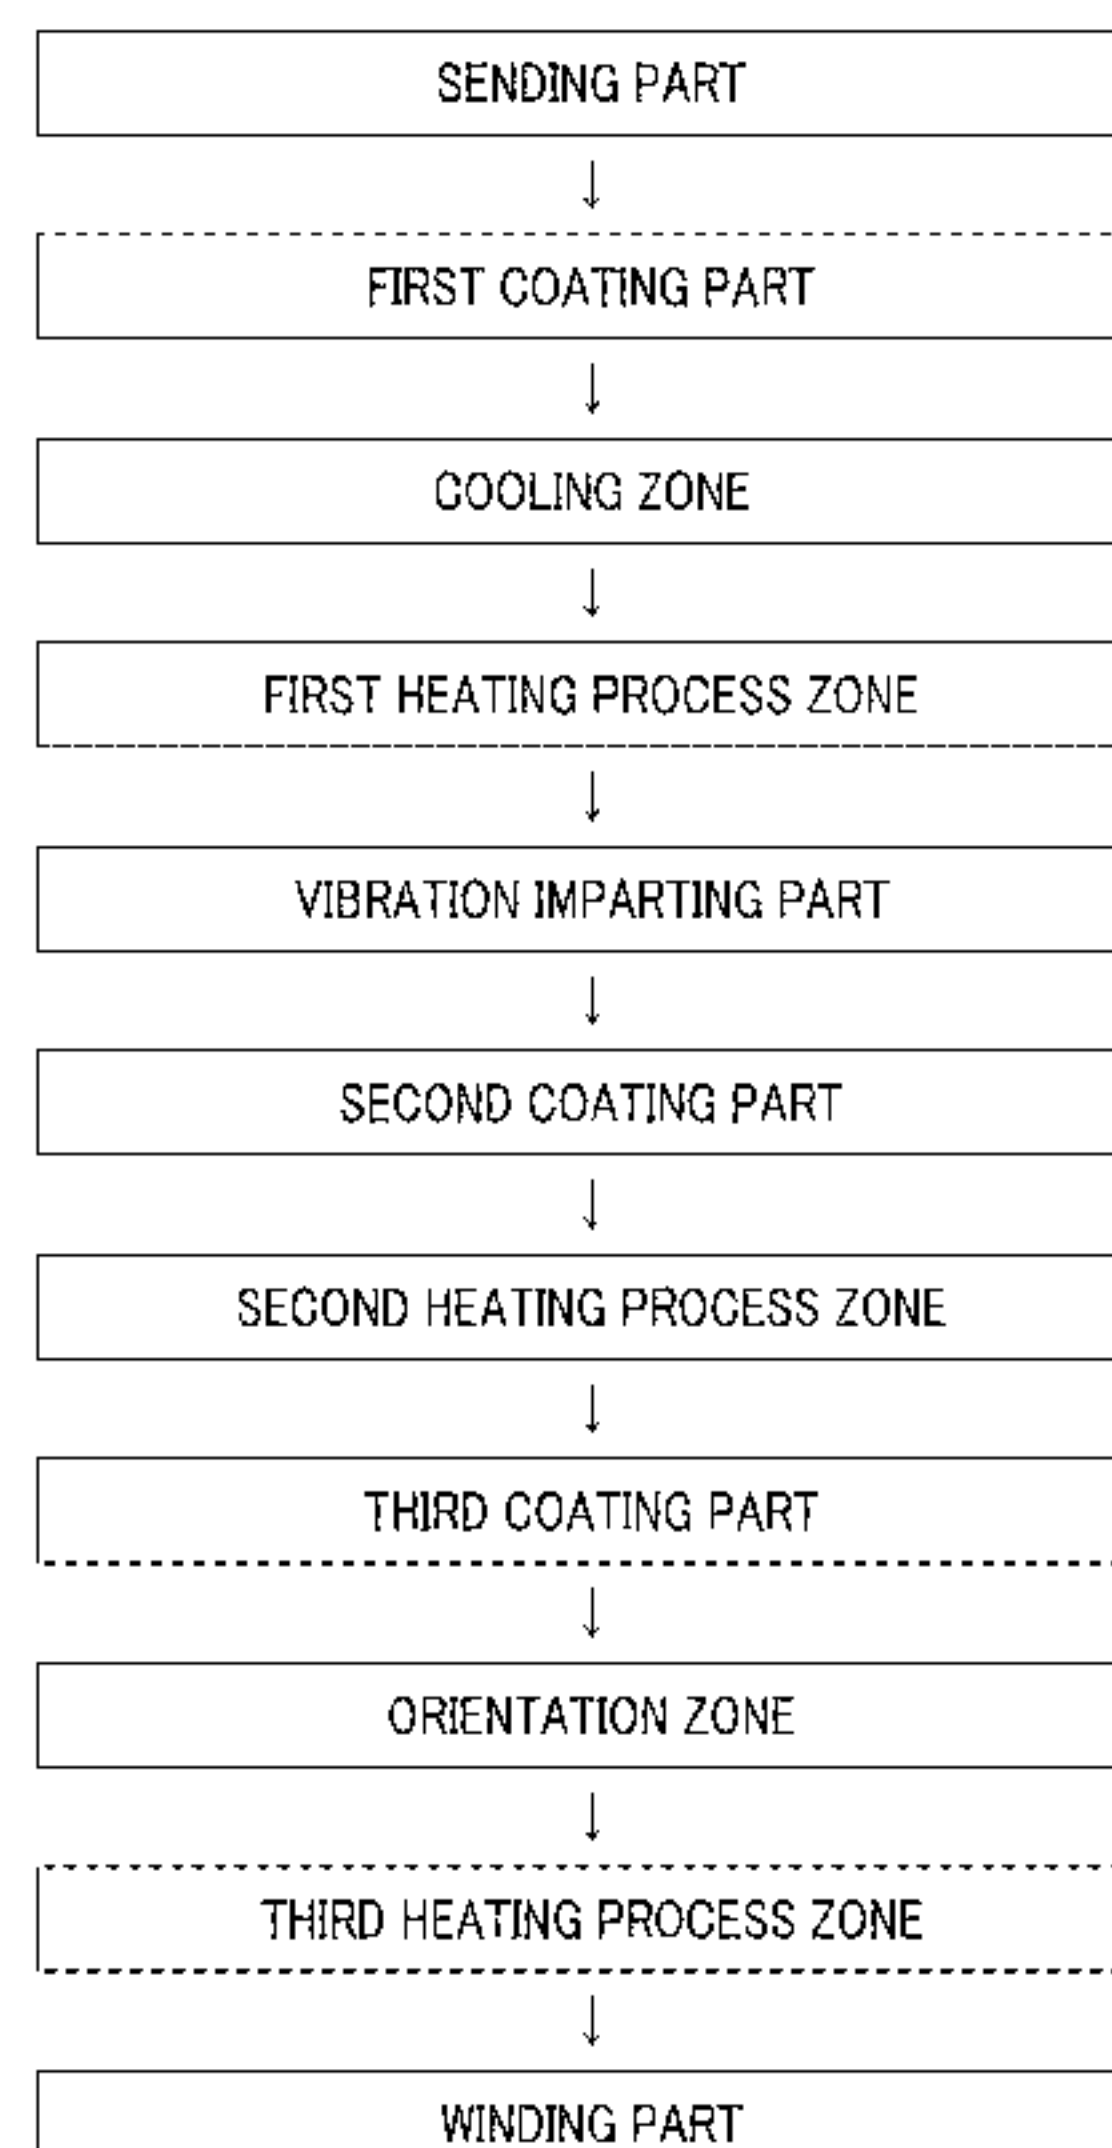 SENDING PART
FIRST COATING PART
COOLING ZONE
FIRST HEATING PROCESS ZONE
VIBRATION IMPARTING PART
SECOND COATING PART
SECOND HEATING PROCESS ZONE
THIRD COATING PART
ORIENTATION ZONE
THIRD HEATING PROCESS ZONE
WINDING PART